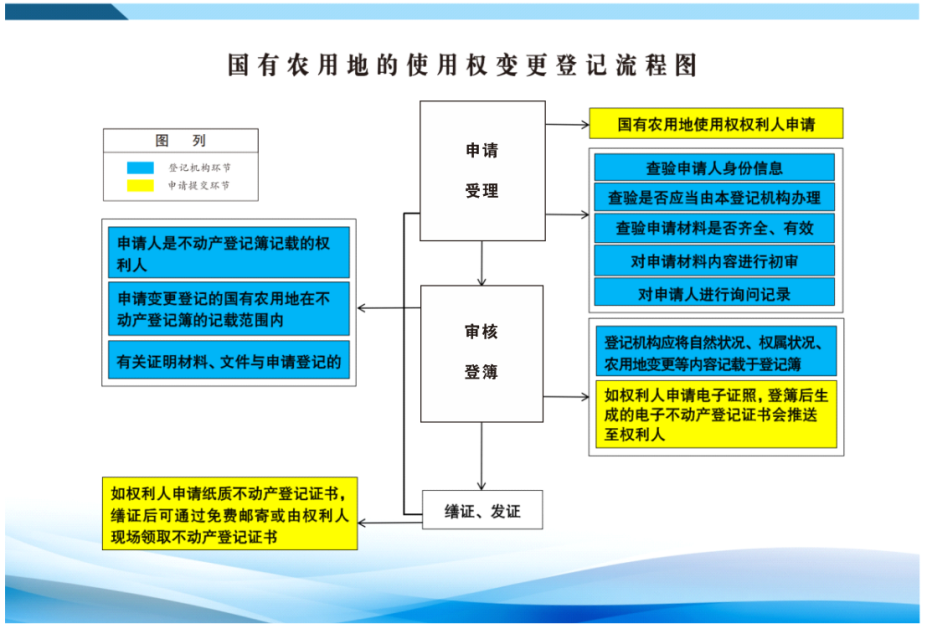 国有农用地的使用权变更登记流程图
图 列
登记机构环节
申请提交环节
申请
受理
国有农用地使用权权利人申请
查验申请人身份信息
查验是否应当由本登记机构办理
查验申请材料是否齐全、有效
对申请材料内容进行初审
对申请人进行询问记录
申请人是不动产登记簿记载的权
利人
申请变更登记的国有农用地在不
动产登记簿的记载范围内
有关证明材料、文件与申请登记的
审核
登簿
登记机构应将自然状况、权属状况、
农用地变更等内容记载于登记簿
如权利人申请电子证照，登簿后生
成的电子不动产登记证书会推送
至权利人
缮证、发证
如权利人申请纸质不动产登记证书，
缮证后可通过免费邮寄或由权利人
现场领取不动产登记证书